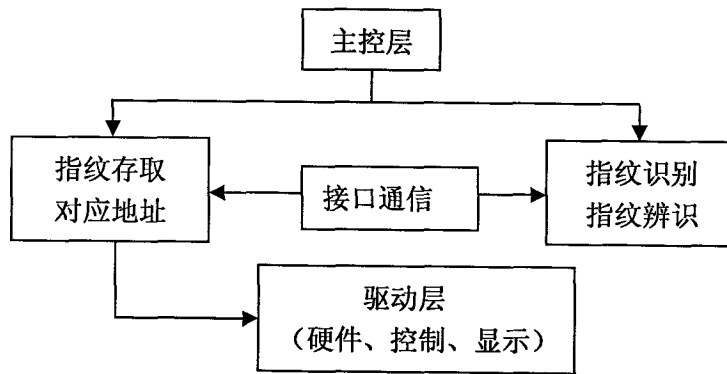 主控层
指纹存取
对应地址
接口通信
指纹识别
指纹辨识
驱动层
（硬件、控制、显示）